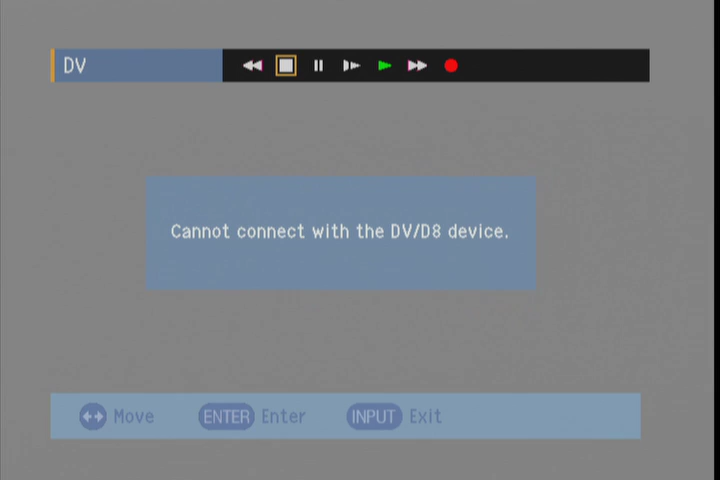 DV
Cannot connect with the DV/D8 device.
Move ENTER Enter INPUT Exit